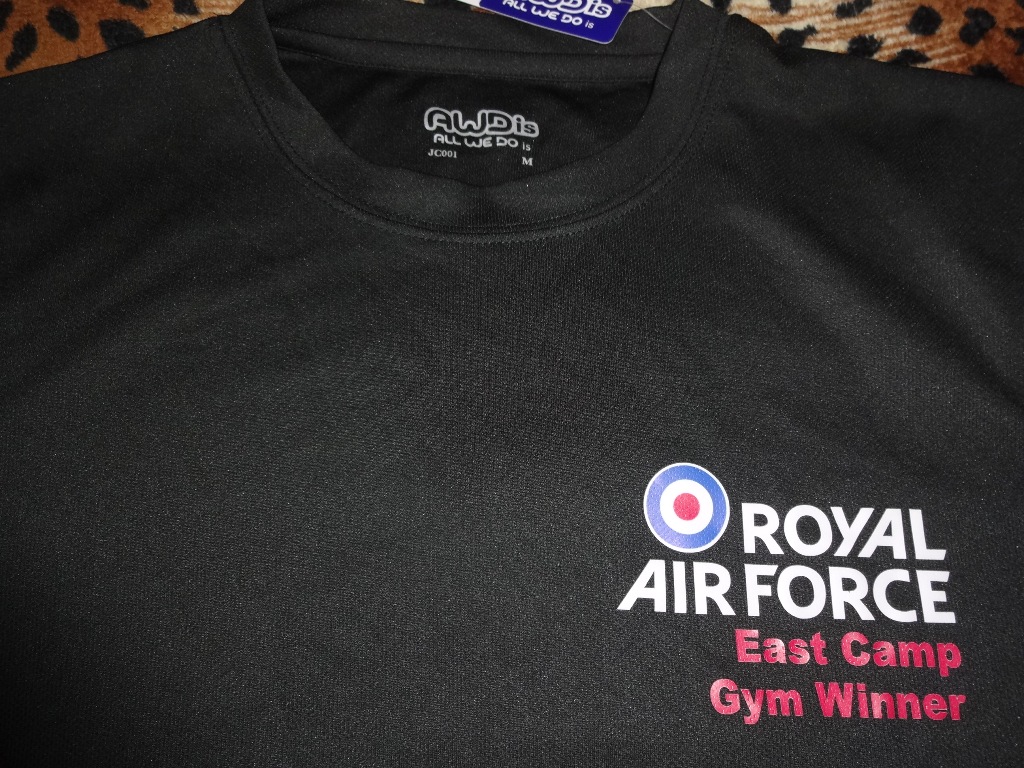 AWDis
ALL WE DO is
AWDis
ALL WE DO is
JC001 M
ROYAL
AIR FORCE
East Camp
Gym Winner